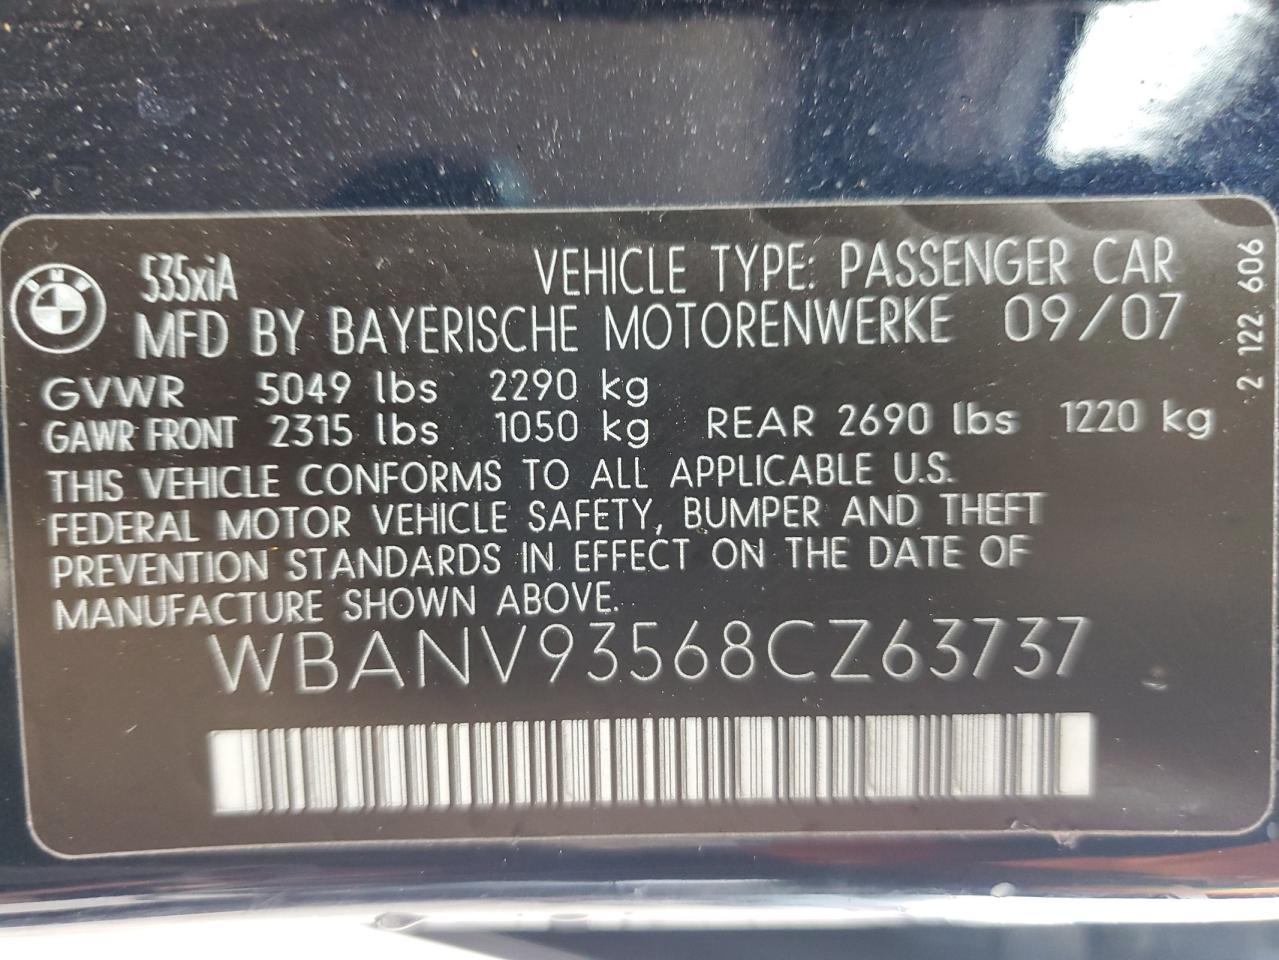 BMW
535xiA VEHICLE TYPE: PASSENGER CAR
MFD BY BAYERISCHE MOTORENWERKE 09/07
GVWR 5049 lbs 2290 kg
GAWR FRONT 2315 lbs 1050 kg REAR 2690 lbs 1220 kg
THIS VEHICLE CONFORMS TO ALL APPLICABLE U.S.
FEDERAL MOTOR VEHICLE SAFETY, BUMPER AND THEFT
PREVENTION STANDARDS IN EFFECT ON THE DATE OF
MANUFACTURE SHOWN ABOVE.
WBANV93568CZ63737
2 122 606